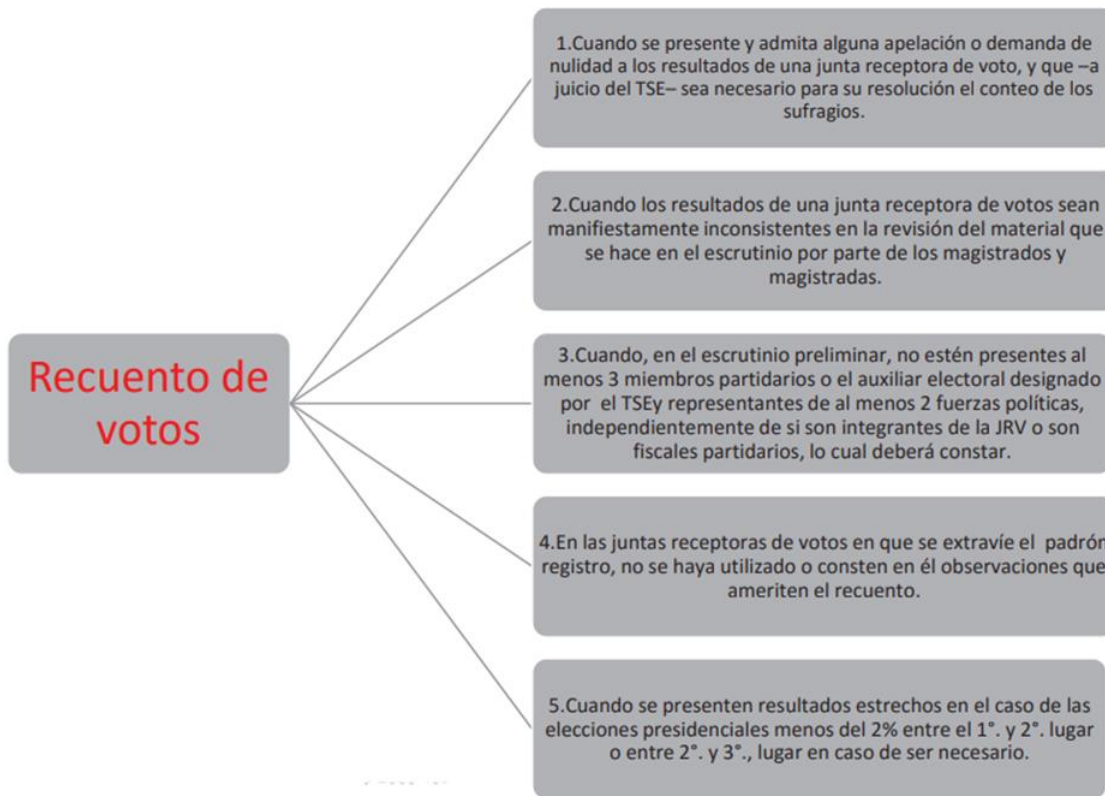 1.Cuando se presente y admita alguna apelación o demanda de
nulidad a los resultados de una junta receptora de voto, y que –a
juicio del TSE– sea necesario para su resolución el conteo de los
sufragios.
2.Cuando los resultados de una junta receptora de votos sean
manifiestamente inconsistentes en la revisión del material que
se hace en el escrutinio por parte de los magistrados y
magistradas.
Recuento de
votos
3.Cuando, en el escrutinio preliminar, no estén presentes al
menos 3 miembros partidarios o el auxiliar electoral designado
por el TSEy representantes de al menos 2 fuerzas políticas,
independientemente de si son integrantes de la JRV o son
fiscales partidarios, lo cual deberá constar.
4.En las juntas receptoras de votos en que se extravíe el padrón
registro, no se haya utilizado o consten en él observaciones que
ameriten el recuento.
5.Cuando se presenten resultados estrechos en el caso de las
elecciones presidenciales menos del 2% entre el 1°. y 2°. lugar
o entre 2°. y 3°., lugar en caso de ser necesario.